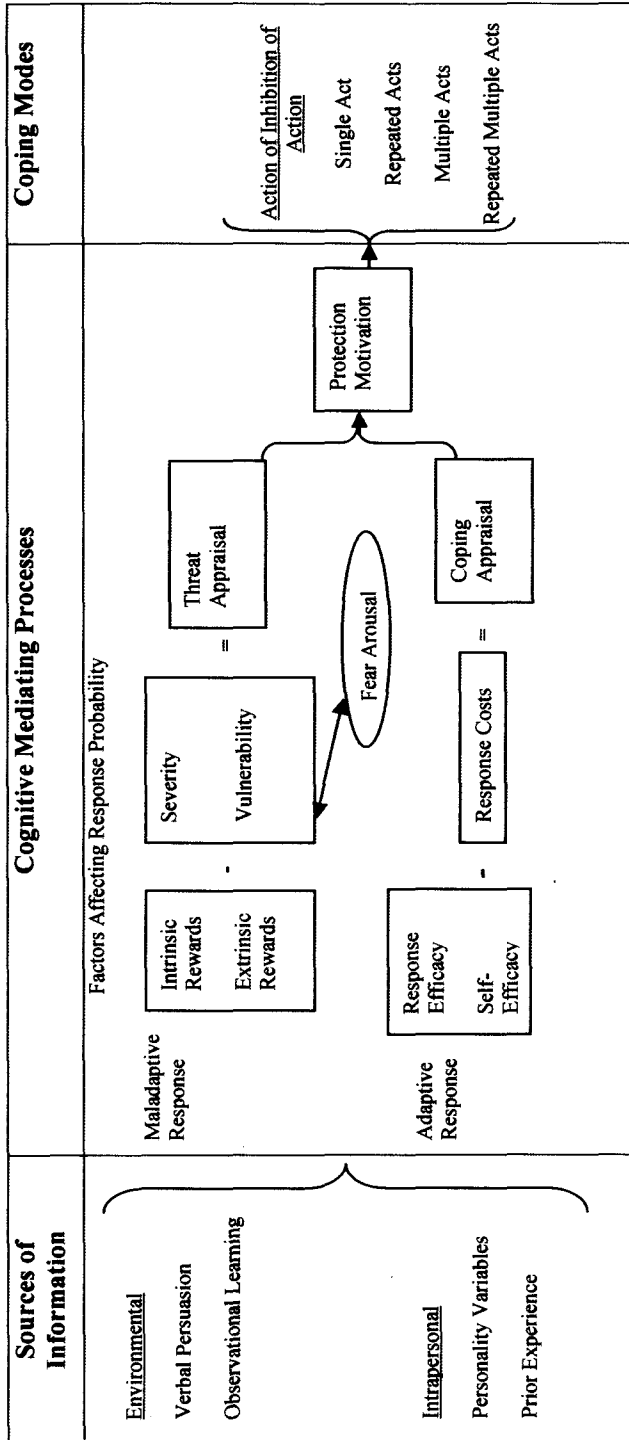 Sources of
Information
Cognitive Mediating Processes
Coping Modes
Environmental
Verbal Persuasion
Observational Learning
Intrapersonal
Personality Variables
Prior Experience
Factors Affecting Response Probability
Maladaptive
Response
Intrinsic
Rewards
Extrinsic Rewards
-
Severity
Vulnerability
=
Threat
Appraisal
Fear Arousal
Adaptive
Response
Response
Efficacy
Self-
Efficacy
-
Response Costs
=
Coping
Appraisal
Protection
Motivation
Action of Inhibition of
Action
Single Act
Repeated Acts
Multiple Acts
Repeated Multiple Acts